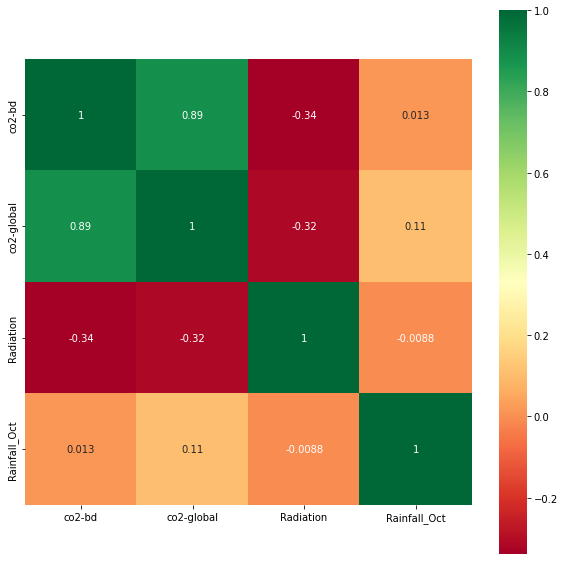 co2-bd 1 0.89 -0.34 0.013
co2-global 0.89 1 -0.32 0.11
Radiation -0.34 -0.32 1 -0.0088
Rainfall_Oct 0.013 0.11 -0.0088 1
co2-bd co2-global Radiation Rainfall_Oct
1.0
0.8
0.6
0.4
0.2
0.0
−0.2